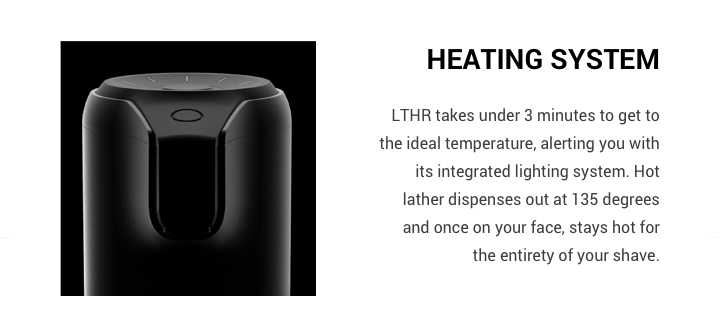 HEATING SYSTEM
LTHR takes under 3 minutes to get to
the ideal temperature, alerting you with
its integrated lighting system. Hot
lather dispenses out at 135 degrees
and once on your face, stays hot for
the entirety of your shave.